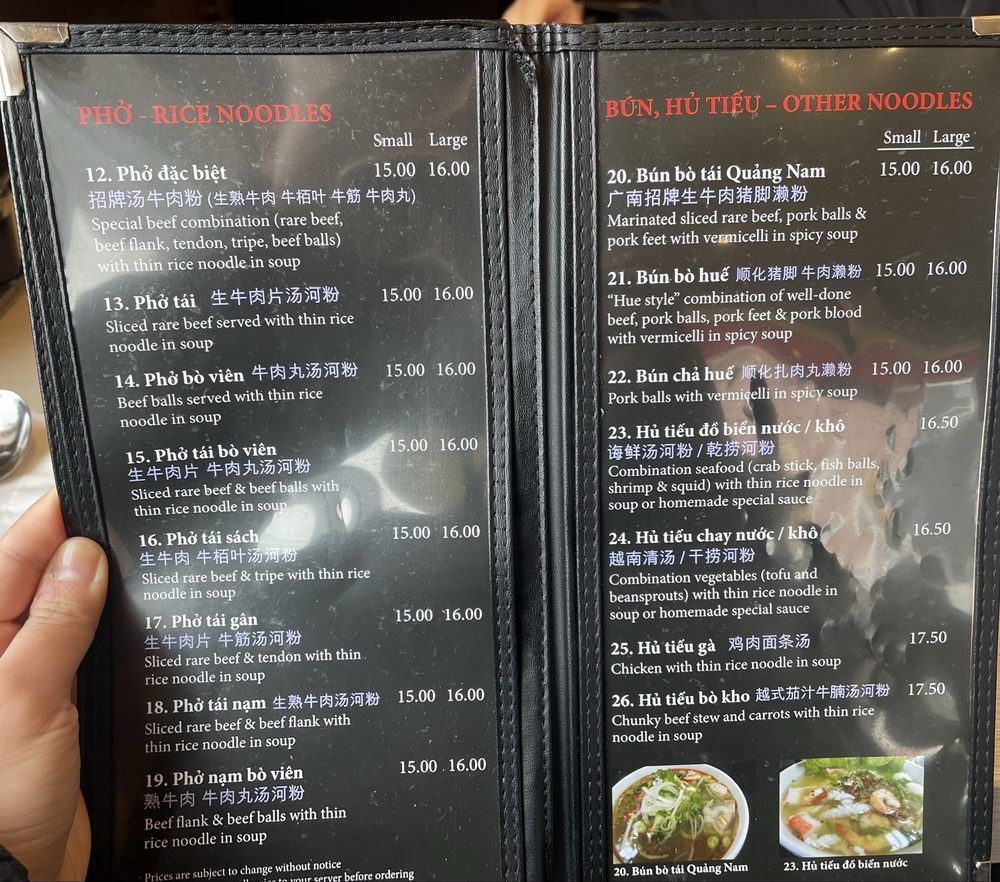 PHỞ - RICE NOODLES
Small Large
12. Phở đặc biệt 15.00 16.00
招牌汤牛肉粉 (生熟牛肉 牛栢叶 牛筋 牛肉丸)
Special beef combination (rare beef,
beef flank, tendon, tripe, beef balls)
with thin rice noodle in soup
13. Phở tái 生牛肉片汤河粉 15.00 16.00
Sliced rare beef served with thin rice
noodle in soup
14. Phở bò viên 牛肉丸汤河粉 15.00 16.00
Beef balls served with thin rice
noodle in soup
15. Phở tái bò viên 15.00 16.00
生牛肉片 牛肉丸汤河粉
Sliced rare beef & beef balls with
thin rice noodle in soup
16. Phở tái sách 15.00 16.00
生牛肉 牛栢叶汤河粉
Sliced rare beef & tripe with thin rice
noodle in soup
17. Phở tái gân 15.00 16.00
生牛肉片 牛筋汤河粉
Sliced rare beef & tendon with thin
rice noodle in soup
18. Phở tái nạm 生熟牛肉汤河粉 15.00 16.00
Sliced rare beef & beef flank with
thin rice noodle in soup
19. Phở nạm bò viên 15.00 16.00
熟牛肉 牛肉丸汤河粉
Beef flank & beef balls with thin
rice noodle in soup
Prices are subject to change without notice
to your server before ordering
BÚN, HỦ TIẾU – OTHER NOODLES
Small Large
20. Bún bò tái Quảng Nam 15.00 16.00
广南招牌生牛肉猪脚濑粉
Marinated sliced rare beef, pork balls &
pork feet with vermicelli in spicy soup
21. Bún bò huế 顺化猪脚 牛肉濑粉 15.00 16.00
“Hue style” combination of well-done
beef, pork balls, pork feet & pork blood
with vermicelli in spicy soup
22. Bún chả huế 顺化扎肉丸濑粉 15.00 16.00
Pork balls with vermicelli in spicy soup
23. Hủ tiếu đồ biển nước / khô 16.50
海鲜汤河粉 / 乾捞河粉
Combination seafood (crab stick, fish balls,
shrimp & squid) with thin rice noodle in
soup or homemade special sauce
24. Hủ tiếu chay nước / khô 16.50
越南清汤 / 干捞河粉
Combination vegetables (tofu and
beansprouts) with thin rice noodle in
soup or homemade special sauce
25. Hủ tiếu gà 鸡肉面条汤 17.50
Chicken with thin rice noodle in soup
26. Hủ tiếu bò kho 越式茄汁牛腩汤河粉 17.50
Chunky beef stew and carrots with thin rice
noodle in soup
20. Bún bò tái Quảng Nam
23. Hủ tiếu đồ biển nước